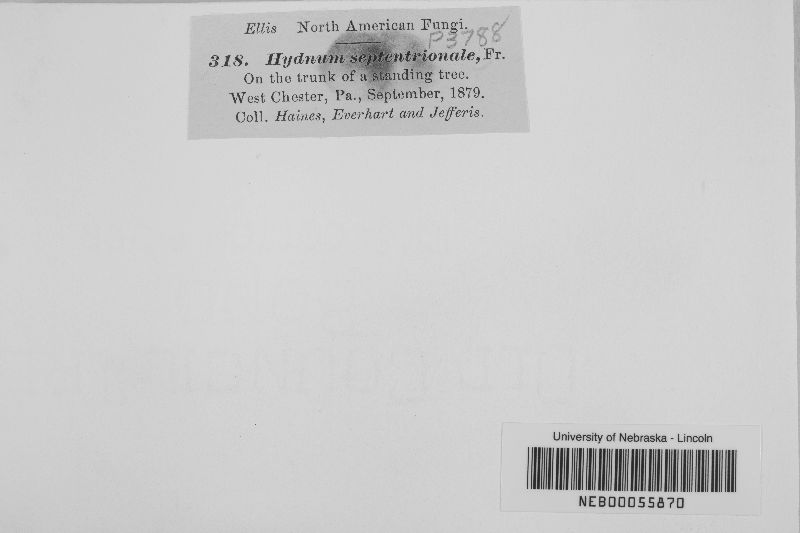 Ellis North American Fungi.
P3788
318. Hydnum septentrionale, Fr.
On the trunk of a standing tree.
West Chester, Pa., September, 1879.
Coll. Haines, Everhart and Jefferis.
University of Nebraska - Lincoln
NEB00055870